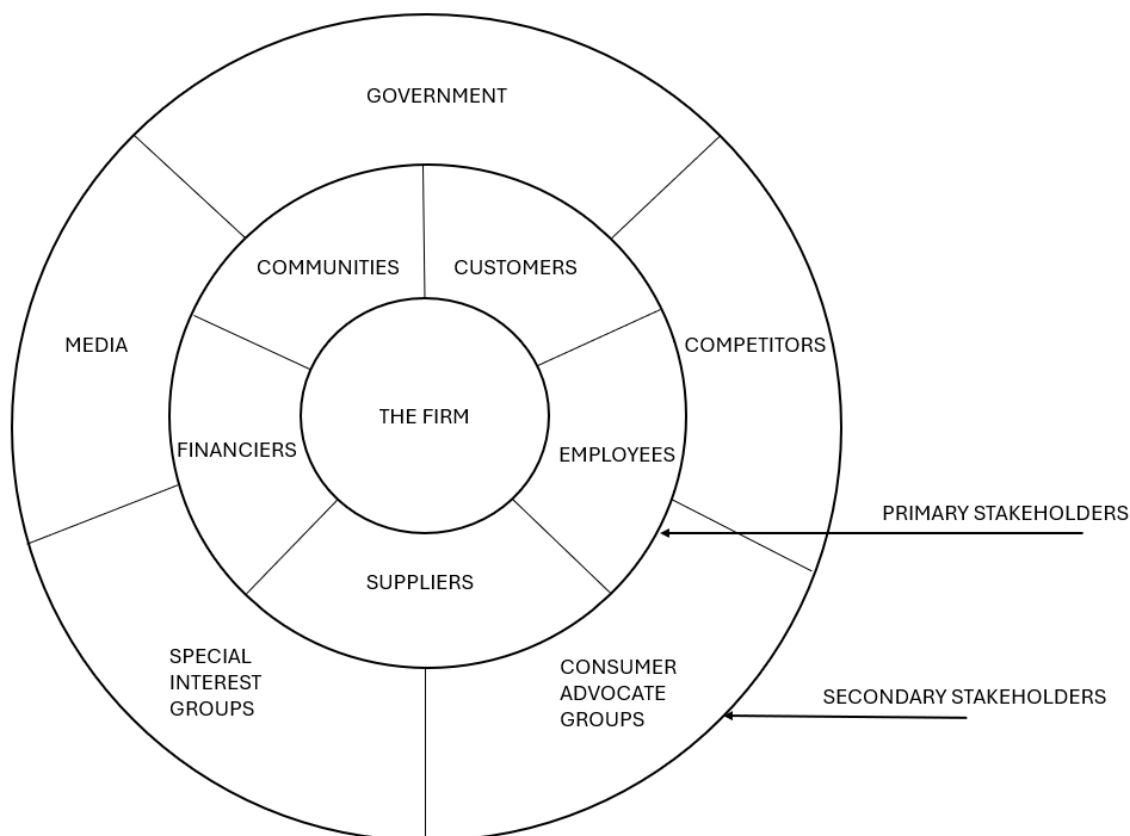 GOVERNMENT
COMMUNITIES
CUSTOMERS
MEDIA
COMPETITORS
THE FIRM
FINANCIERS
EMPLOYEES
PRIMARY STAKEHOLDERS
SUPPLIERS
SPECIAL
INTEREST
GROUPS
CONSUMER
ADVOCATE
GROUPS
SECONDARY STAKEHOLDERS